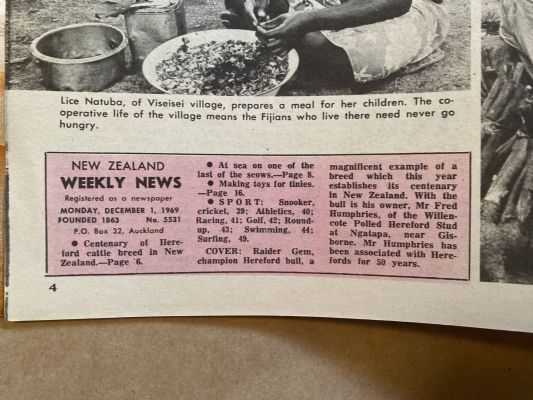 Lice Natuba, of Viseisei village, prepares a meal for her children. The co-
operative life of the village means the Fijians who live there need never go
hungry.
NEW ZEALAND
WEEKLY NEWS
Registered as a newspaper
MONDAY, DECEMBER 1, 1969
FOUNDED 1863 No. 5531
P.O. Box 32, Auckland
● Centenary of Here-
ford cattle breed in New
Zealand.—Page 6.
● At sea on one of the
last of the scows.—Page 8.
● Making toys for tinies.
—Page 16.
● SPORT: Snooker,
cricket, 39; Athletics, 40;
Racing, 41; Golf, 42; Round-
up, 43; Swimming, 44;
Surfing, 49.
COVER: Raider Gem,
champion Hereford bull, a
magnificent example of a
breed which this year
establishes its centenary
in New Zealand. With the
bull is his owner, Mr Fred
Humphries, of the Willen-
cote Polled Hereford Stud
at Ngatapa, near Gis-
borne. Mr Humphries has
been associated with Here-
fords for 50 years.
4